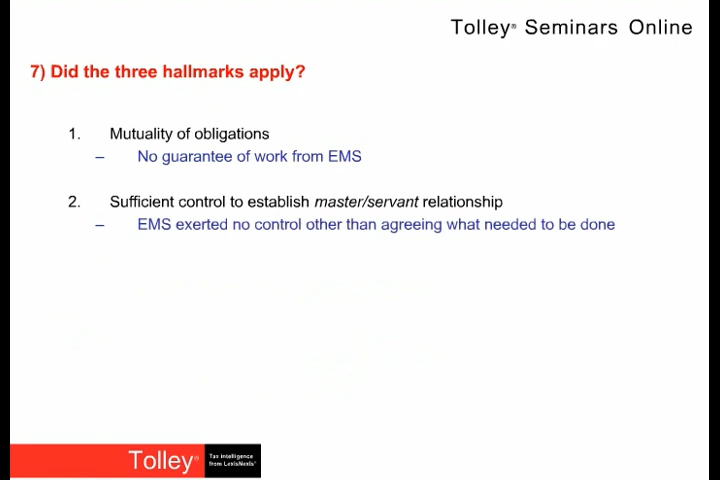 Tolley® Seminars Online
7) Did the three hallmarks apply?
1. Mutuality of obligations
– No guarantee of work from EMS
2. Sufficient control to establish master/servant relationship
– EMS exerted no control other than agreeing what needed to be done
Tolley®
Tax intelligence
from LexisNexis®